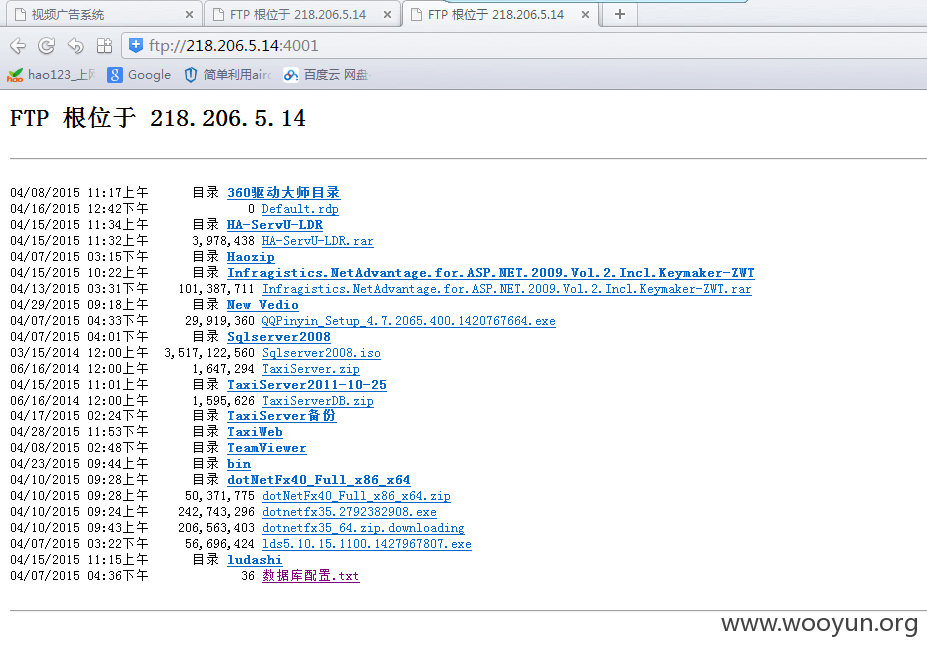 视频广告系统
FTP 根位于 218.206.5.14
FTP 根位于 218.206.5.14
ftp://218.206.5.14:4001
hao123_上网
Google
简单利用airc
百度云 网盘
FTP 根位于 218.206.5.14
04/08/2015 11:17上午 目录 360驱动大师目录
04/16/2015 12:42下午 0 Default.rdp
04/15/2015 11:34上午 目录 HA-ServU-LDR
04/15/2015 11:32上午 3,978,438 HA-ServU-LDR.rar
04/07/2015 03:15下午 目录 Haozip
04/15/2015 10:22上午 目录 Infragistics.NetAdvantage.for.ASP.NET.2009.Vol.2.Incl.Keymaker-ZWT
04/13/2015 03:31下午 101,387,711 Infragistics.NetAdvantage.for.ASP.NET.2009.Vol.2.Incl.Keymaker-ZWT.rar
04/29/2015 09:18上午 目录 New Vedio
04/07/2015 04:33下午 29,919,360 QQPinyin_Setup_4.7.2065.400.1420767664.exe
04/07/2015 04:01下午 目录 Sqlserver2008
03/15/2014 12:00上午 3,517,122,560 Sqlserver2008.iso
06/16/2014 12:00上午 1,647,294 TaxiServer.zip
04/15/2015 11:01上午 目录 TaxiServer2011-10-25
06/16/2014 12:00上午 1,595,626 TaxiServerDB.zip
04/17/2015 02:24下午 目录 TaxiServer备份
04/28/2015 11:53下午 目录 TaxiWeb
04/08/2015 02:48下午 目录 TeamViewer
04/23/2015 09:44上午 目录 bin
04/10/2015 09:28上午 目录 dotNetFx40_Full_x86_x64
04/10/2015 09:28上午 50,371,775 dotNetFx40_Full_x86_x64.zip
04/10/2015 09:24上午 242,743,296 dotnetfx35.2792382908.exe
04/10/2015 09:43上午 206,563,403 dotnetfx35_64.zip.downloading
04/07/2015 03:22下午 56,696,424 lds5.10.15.1100.1427967807.exe
04/15/2015 11:15上午 目录 ludashi
04/07/2015 04:36下午 36 数据库配置.txt
www.wooyun.org